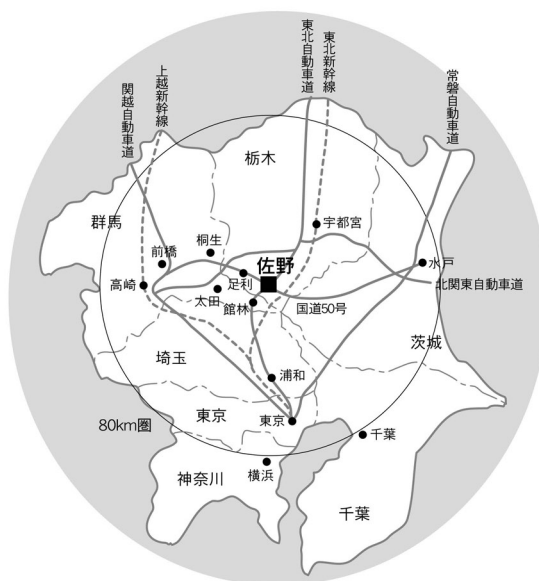 関越自動車道
上越新幹線
東北自動車道
東北新幹線
常磐自動車道
栃木
群馬
前橋
桐生
宇都宮
佐野
水戸
高崎
足利
太田
館林
国道50号
北関東自動車道
茨城
埼玉
浦和
東京
東京
80km圏
千葉
神奈川
横浜
千葉